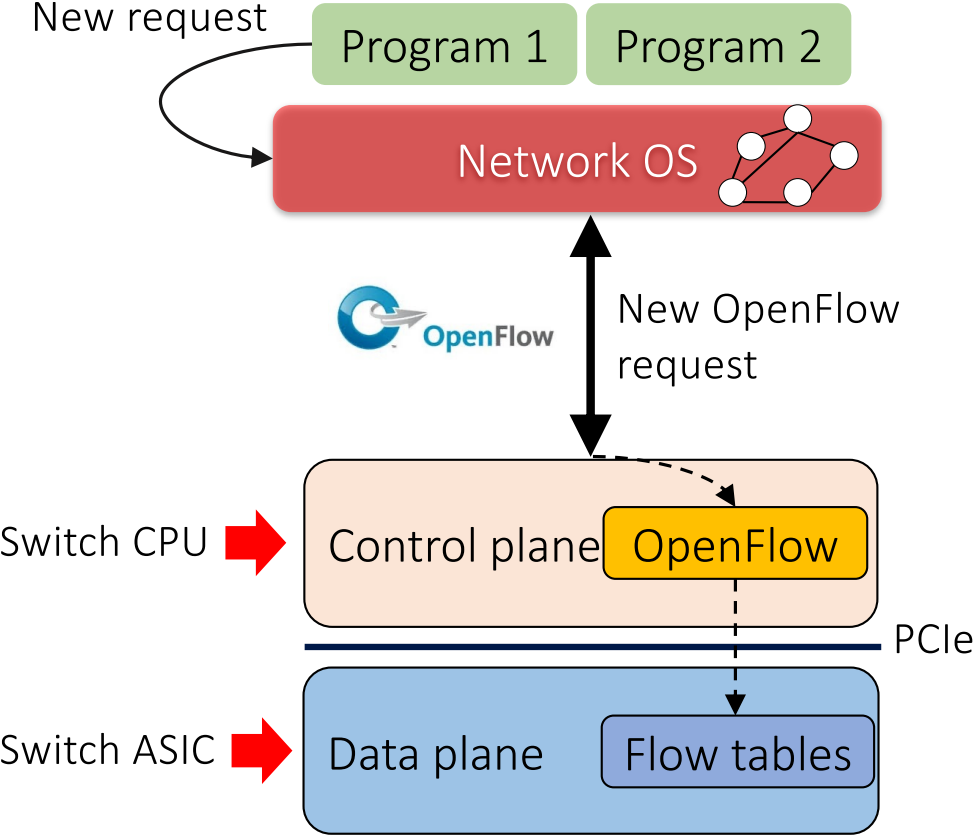 New request
Program 1
Program 2
Network OS
OpenFlow
New OpenFlow
request
Switch CPU
Control plane
OpenFlow
PCIe
Switch ASIC
Data plane
Flow tables